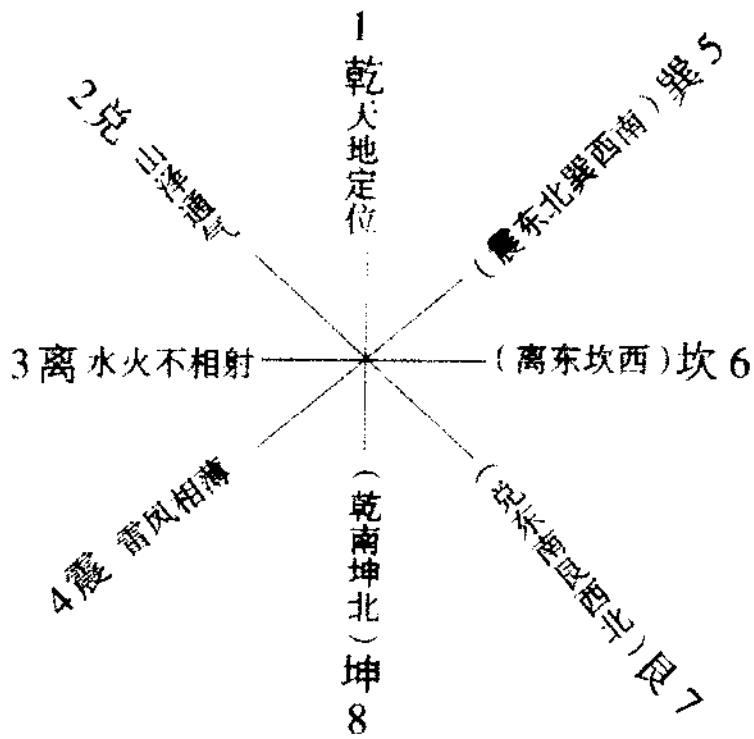 1
乾 天地定位
2 兑 山泽通气
3 离 水火不相射
4 震 雷风相薄
(震东北巽西南) 巽 5
(离东坎西) 坎 6
(兑东南艮西北) 艮 7
(乾南坤北) 坤
8